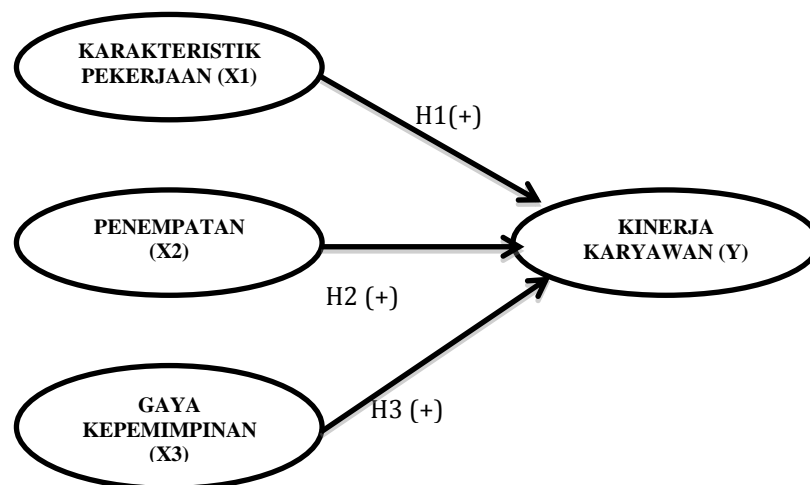 KARAKTERISTIK
PEKERJAAN (X1)
H1(+)
PENEMPATAN
(X2)
KINERJA
KARYAWAN (Y)
H2 (+)
GAYA
KEPEMIMPINAN
(X3)
H3 (+)